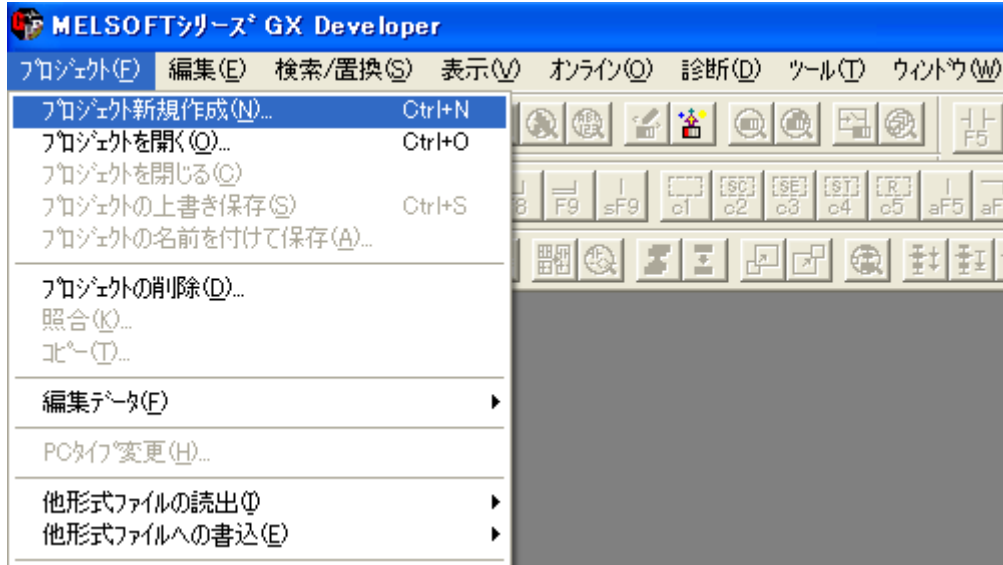 MELSOFTシリーズ GX Developer
プロジェクト(F) 編集(E) 検索/置換(S) 表示(V) オンライン(O) 診断(D) ツール(T) ウィンドウ(W)
プロジェクト新規作成(N)... Ctrl+N
プロジェクトを開く(O)... Ctrl+O
プロジェクトを閉じる(C)
プロジェクトの上書き保存(S) Ctrl+S
プロジェクトの名前を付けて保存(A)...
プロジェクトの削除(D)...
照合(K)...
コピー(T)...
編集データ(F)
PCタイプ変更(H)...
他形式ファイルの読出(I)
他形式ファイルへの書込(E)
F5
F9 sF9 c1 c2 c3 c4 c5 aF5
SC SE ST R